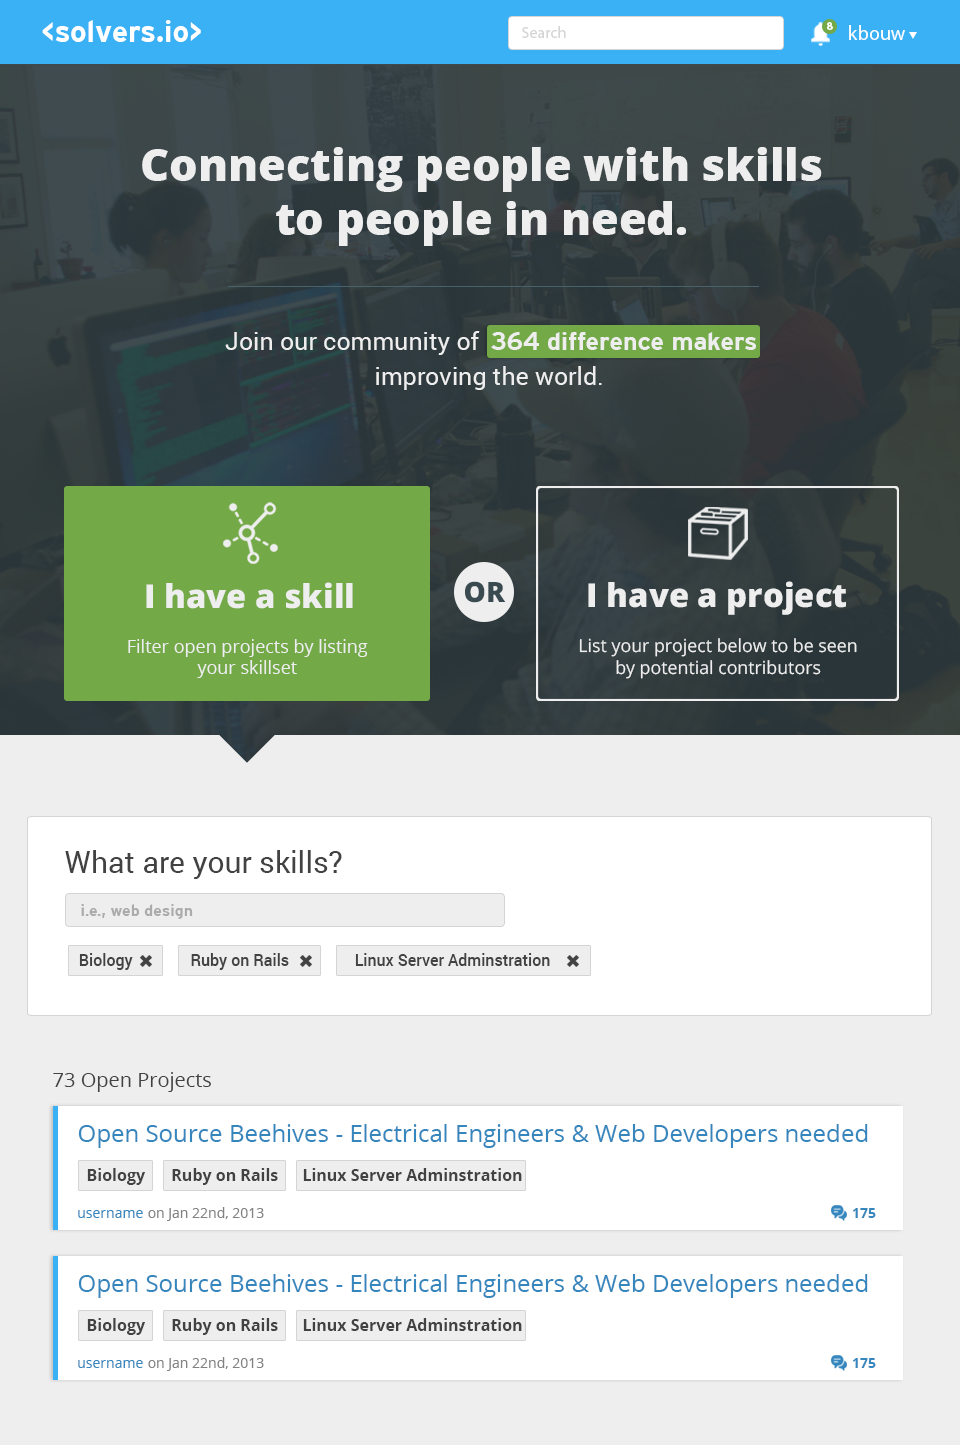 <solvers.io>
Search
8
kbouw
Connecting people with skills
to people in need.
Join our community of 364 difference makers
improving the world.
I have a skill
Filter open projects by listing
your skillset
OR
I have a project
List your project below to be seen
by potential contributors
What are your skills?
i.e., web design
Biology ✖ Ruby on Rails ✖ Linux Server Adminstration ✖
73 Open Projects
Open Source Beehives - Electrical Engineers & Web Developers needed
Biology Ruby on Rails Linux Server Adminstration
username on Jan 22nd, 2013 175
Open Source Beehives - Electrical Engineers & Web Developers needed
Biology Ruby on Rails Linux Server Adminstration
username on Jan 22nd, 2013 175